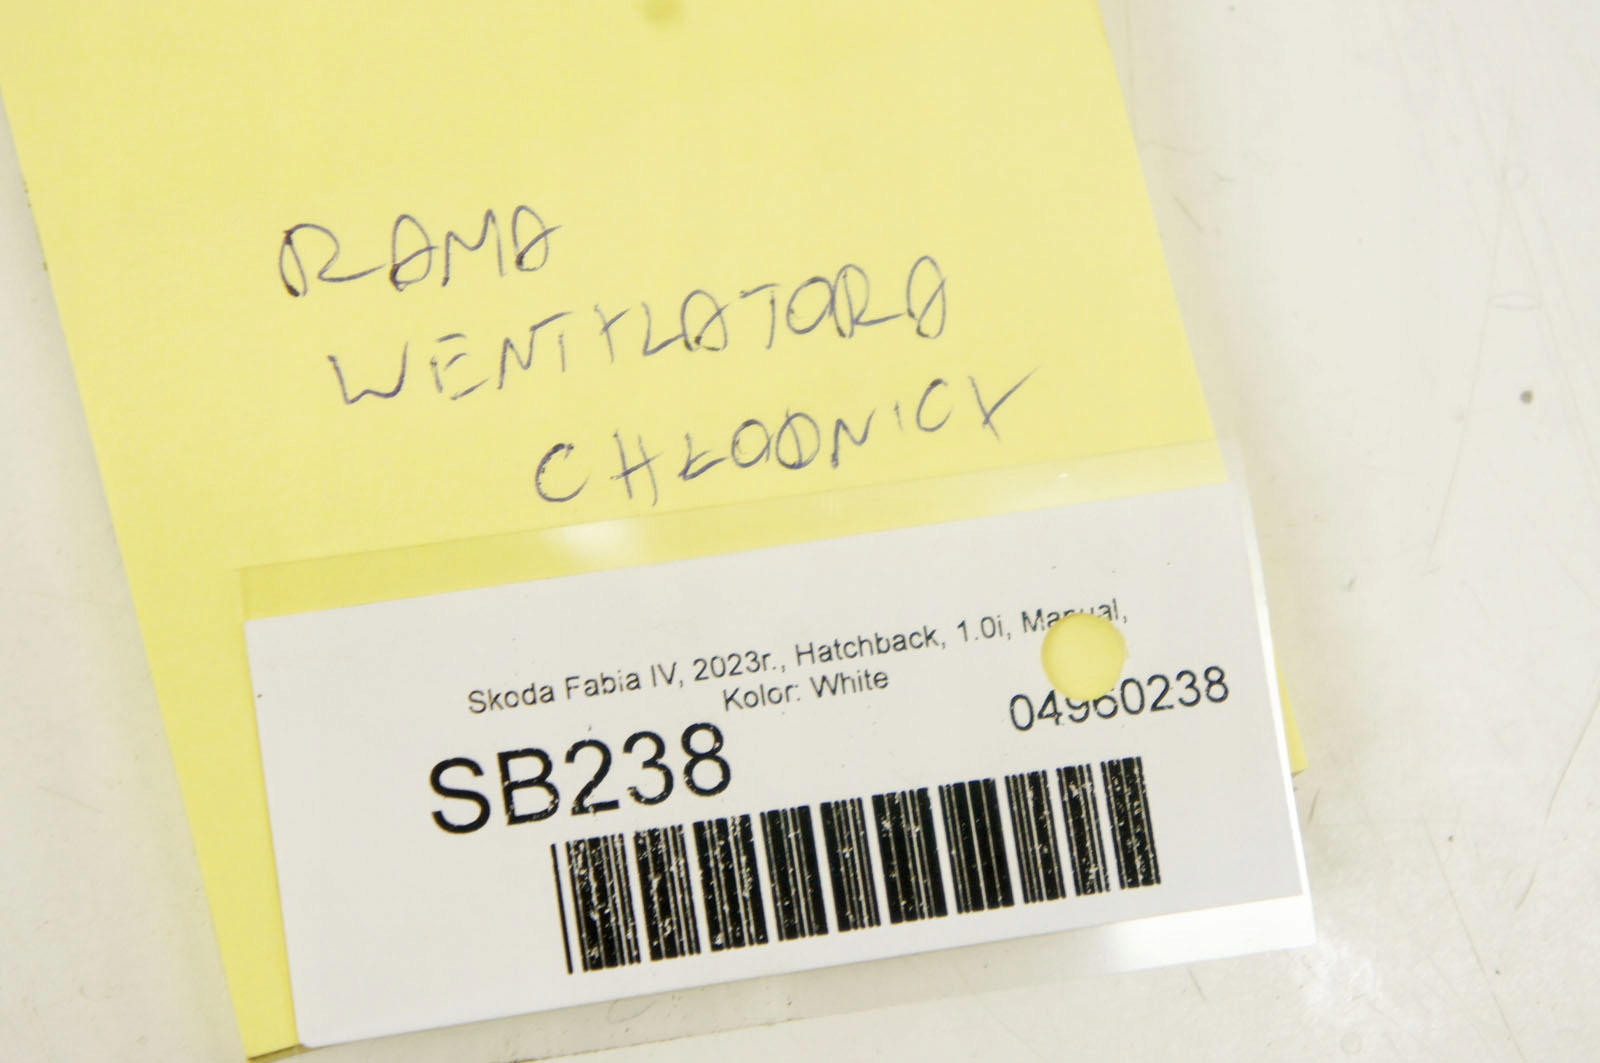 RAMA
WENTYLATORA
CHŁODNICY
Skoda Fabia IV, 2023r., Hatchback, 1.0i, Manual,
Kolor: White
04960238
SB238